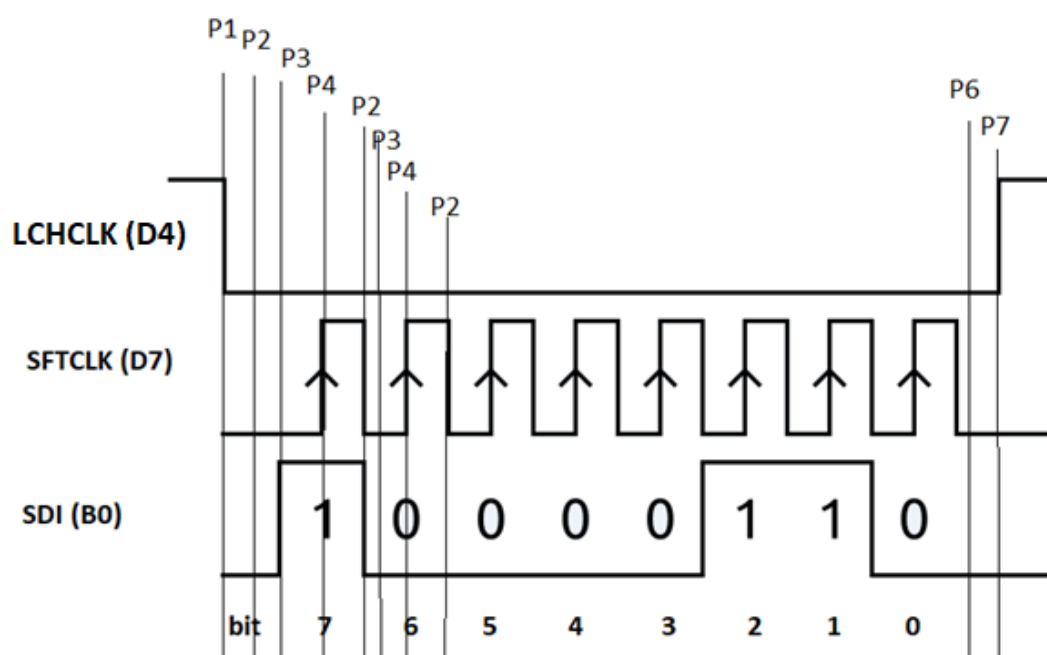 P1
P2
P3
P4
P2
P3
P4
P2
P6
P7
LCHCLK (D4)
SFTCLK (D7)
SDI (B0)
1 0 0 0 0 1 1 0
bit 7 6 5 4 3 2 1 0